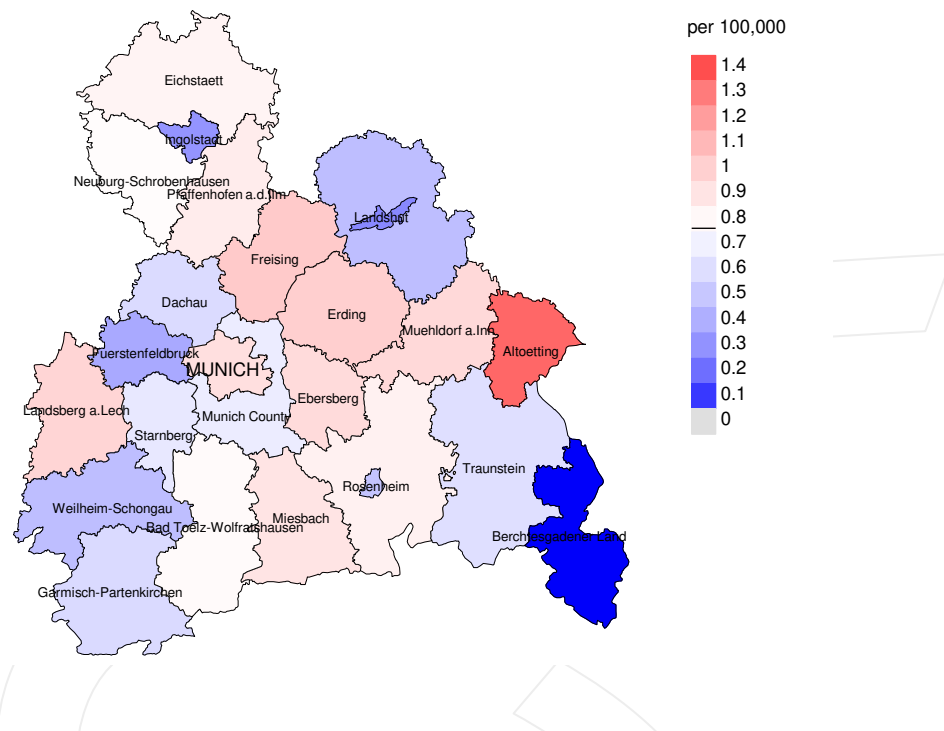 per 100,000
1.4
1.3
1.2
1.1
1
0.9
0.8
0.7
0.6
0.5
0.4
0.3
0.2
0.1
0
Eichstaett
Ingolstadt
Neuburg-Schrobenhausen
Pfaffenhofen a.d.Ilm
Landshut
Freising
Dachau
Erding
Muehldorf a.Inn
Altoetting
Fuerstenfeldbruck
MUNICH
Ebersberg
Landsberg a.Lech
Munich County
Starnberg
Traunstein
Rosenheim
Weilheim-Schongau
Miesbach
Bad Toelz-Wolfratshausen
Berchtesgadener Land
Garmisch-Partenkirchen